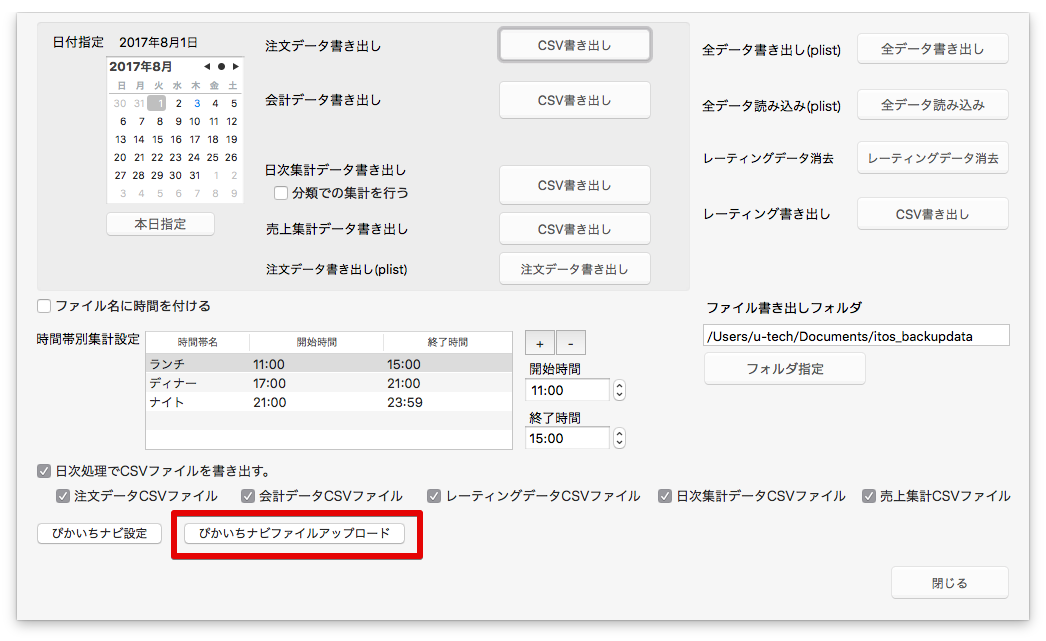 日付指定 2017年8月1日
2017年8月
日 月 火 水 木 金 土
30 31 1 2 3 4 5
6 7 8 9 10 11 12
13 14 15 16 17 18 19
20 21 22 23 24 25 26
27 28 29 30 31 1 2
3 4 5 6 7 8 9
本日指定
注文データ書き出し CSV書き出し
会計データ書き出し CSV書き出し
日次集計データ書き出し CSV書き出し
分類での集計を行う
売上集計データ書き出し CSV書き出し
注文データ書き出し(plist) 注文データ書き出し
全データ書き出し(plist) 全データ書き出し
全データ読み込み(plist) 全データ読み込み
レーティングデータ消去 レーティングデータ消去
レーティング書き出し CSV書き出し
ファイル名に時間を付ける
時間帯別集計設定
時間帯名 開始時間 終了時間
ランチ 11:00 15:00
ディナー 17:00 21:00
ナイト 21:00 23:59
+ -
開始時間
11:00
終了時間
15:00
ファイル書き出しフォルダ
/Users/u-tech/Documents/itos_backupdata
フォルダ指定
日次処理でCSVファイルを書き出す。
注文データCSVファイル 会計データCSVファイル レーティングデータCSVファイル 日次集計データCSVファイル 売上集計CSVファイル
ぴかいちナビ設定 ぴかいちナビファイルアップロード
閉じる